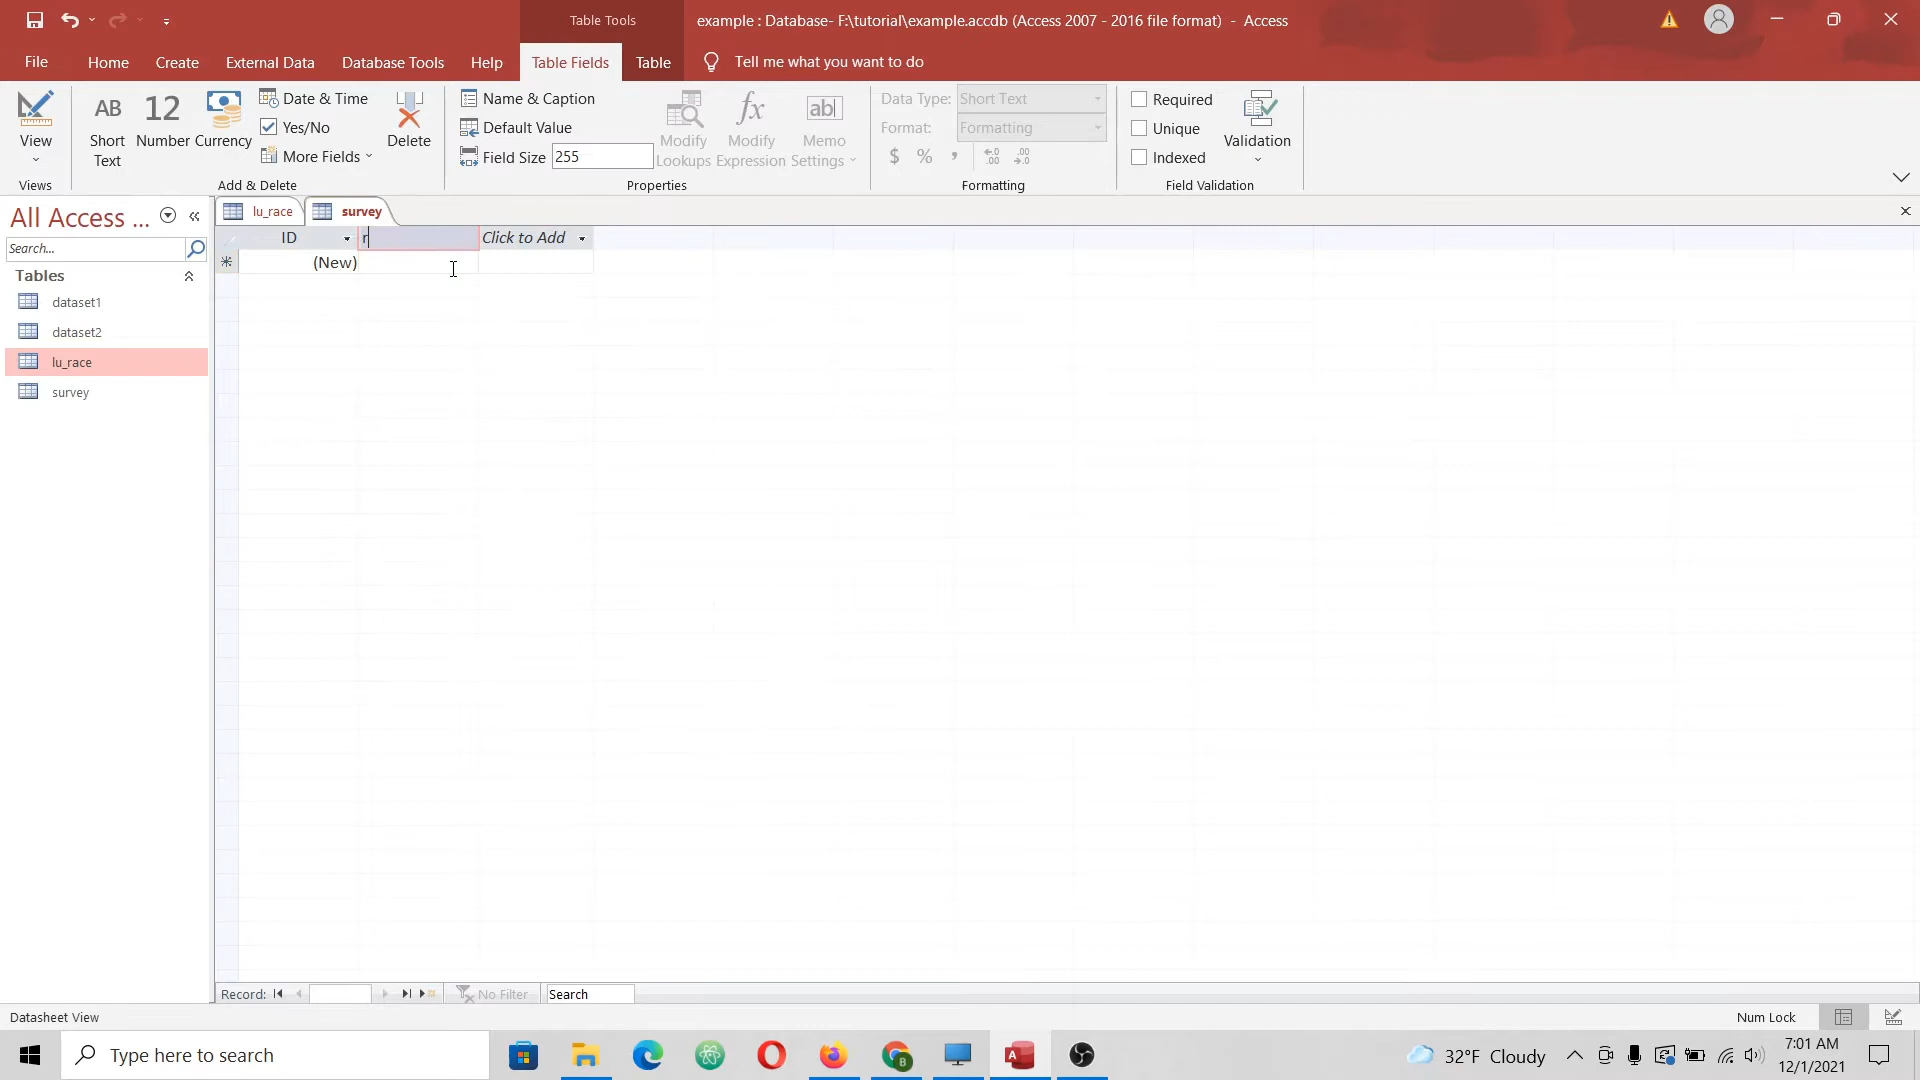 Table Tools
example : Database- F:\tutorial\example.accdb (Access 2007 - 2016 file format) - Access
File
Home
Create
External Data
Database Tools
Help
Table Fields
Table
Tell me what you want to do
View
AB
Short
Text
12
Number
Currency
Date & Time
Yes/No
More Fields
Delete
Name & Caption
Default Value
Field Size 255
Modify
Lookups
fx
Modify
Expression
ab
Memo
Settings
Data Type: Short Text
Format: Formatting
$ % , .00
Required
Unique
Indexed
Validation
Views
Add & Delete
Properties
Formatting
Field Validation
All Access ...
lu_race
survey
Search...
Tables
dataset1
dataset2
lu_race
survey
ID r Click to Add
(New)
Record: No Filter Search
Datasheet View
Num Lock
Type here to search
32°F Cloudy
7:01 AM
12/1/2021